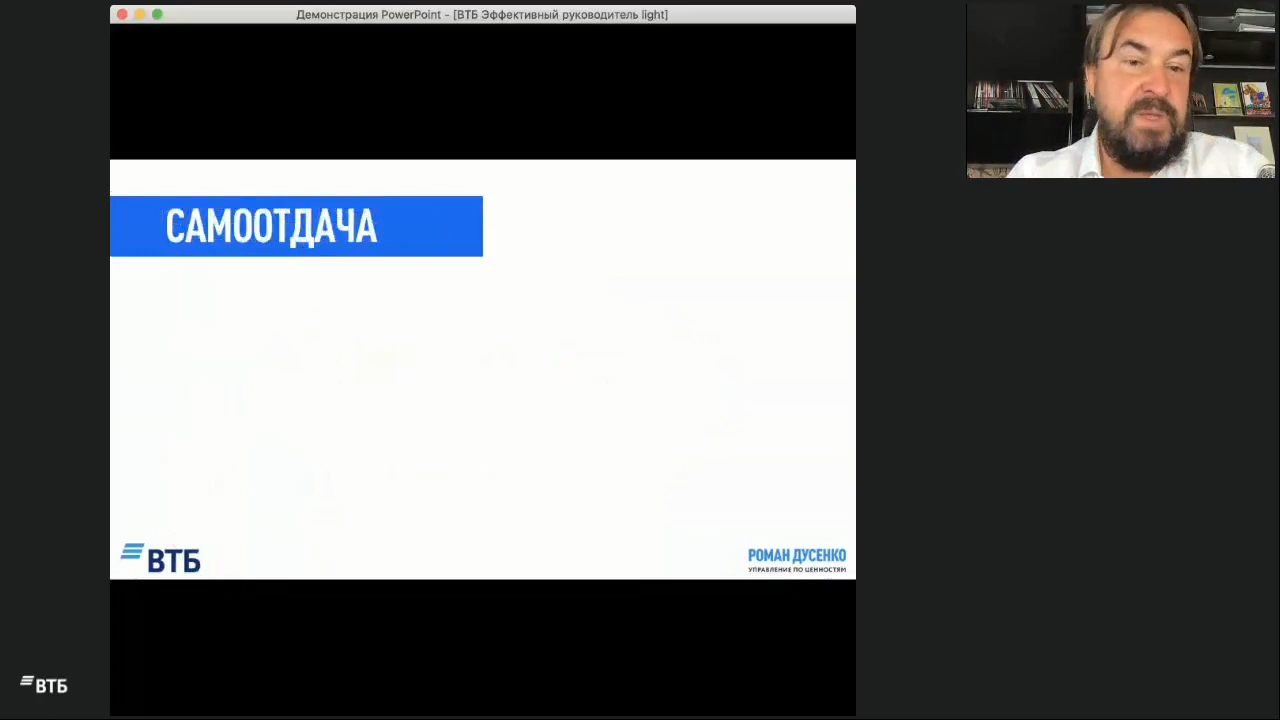 Демонстрация PowerPoint - [ВТБ Эффективный руководитель light]
САМООТДАЧА
ВТБ
РОМАН ДУСЕНКО
УПРАВЛЕНИЕ ПО ЦЕННОСТЯМ
ВТБ